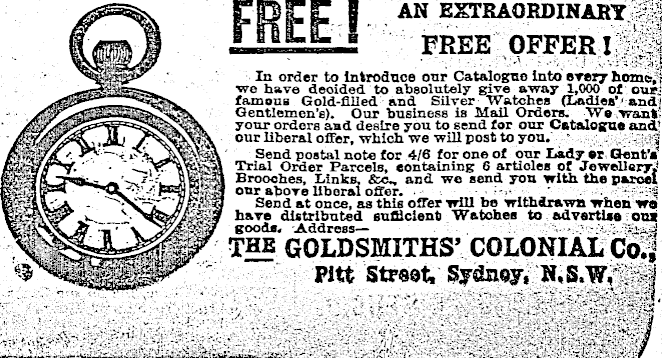 FREE!
AN EXTRAORDINARY
FREE OFFER!
In order to introduce our Catalogue into every home,
we have decided to absolutely give away 1,000 of our
famous Gold-filled and Silver Watches (Ladies' and
Gentlemen's). Our business is Mail Orders. We want
your orders and desire you to send for our Catalogue and
our liberal offer, which we will post to you.
Send postal note for 4/6 for one of our Lady or Gent's
Trial Order Parcels, containing 6 articles of Jewellery,
Brooches, Links, &c., and we send you with the parcel
our above liberal offer.
Send at once, as this offer will be withdrawn when we
have distributed sufficient Watches to advertise our
goods. Address—
THE GOLDSMITHS' COLONIAL Co.,
Pitt Street, Sydney, N.S.W.